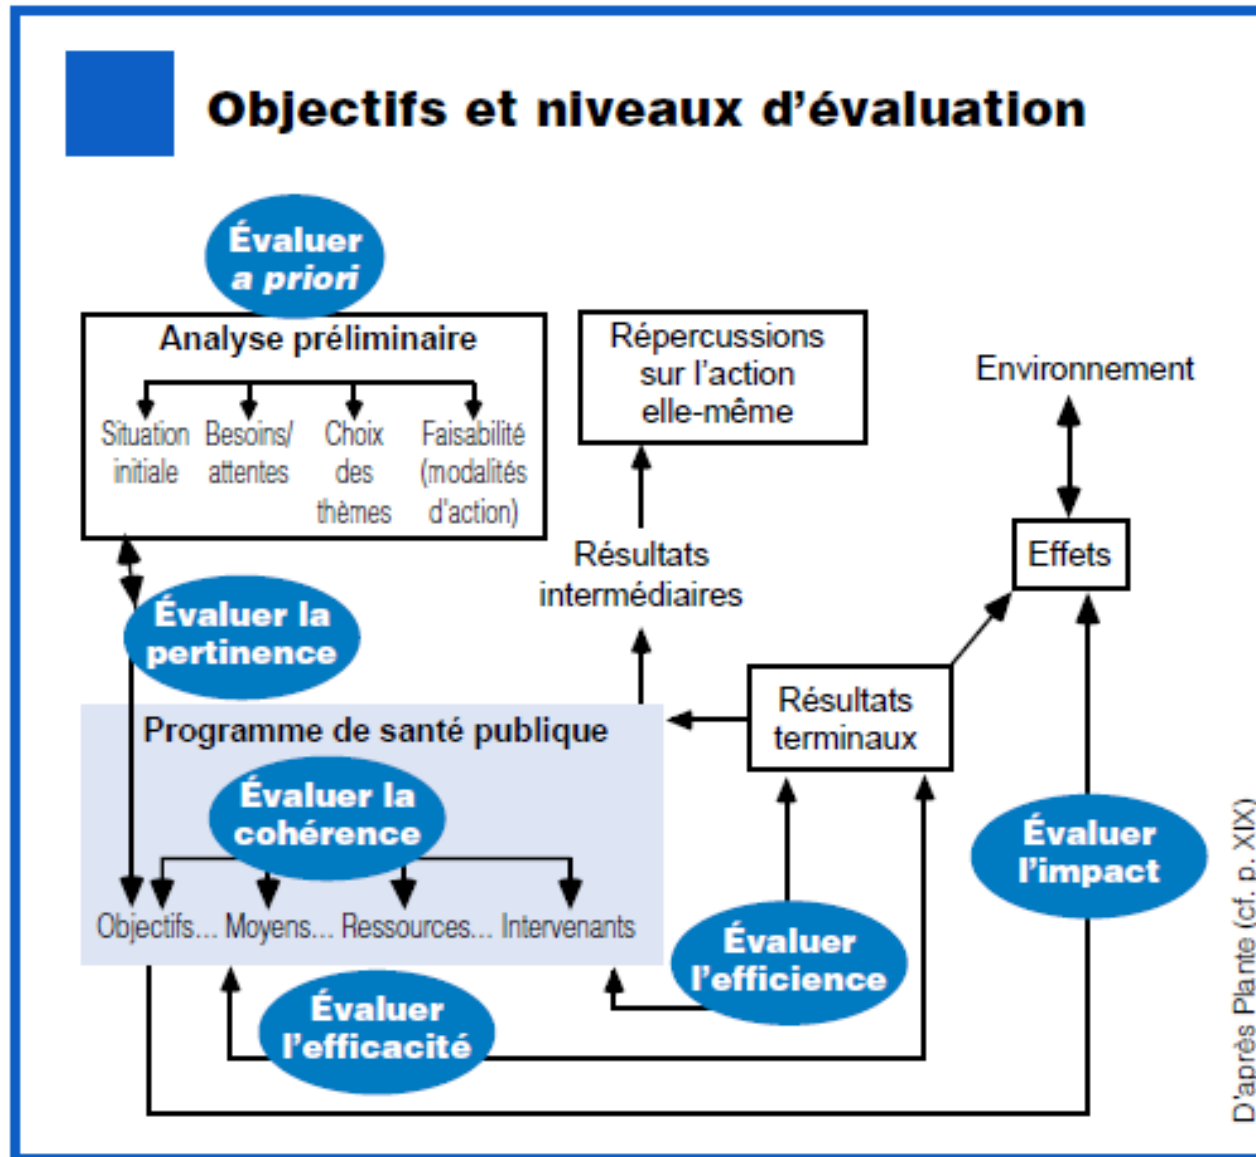 Objectifs et niveaux d’évaluation
Évaluer
a priori
Analyse préliminaire
Situation
initiale
Besoins/
attentes
Choix
des
thèmes
Faisabilité
(modalités
d'action)
Répercussions
sur l’action
elle-même
Environnement
Résultats
intermédiaires
Effets
Évaluer la
pertinence
Programme de santé publique
Résultats
terminaux
Évaluer la
cohérence
Objectifs... Moyens... Ressources... Intervenants
Évaluer
l’impact
Évaluer
l’efficience
Évaluer
l’efficacité
D'après Plante (cf. p. XIX)